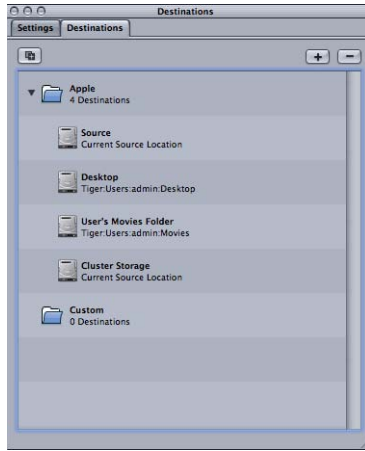 Destinations
Settings Destinations
Apple
4 Destinations
Source
Current Source Location
Desktop
Tiger:Users:admin:Desktop
User's Movies Folder
Tiger:Users:admin:Movies
Cluster Storage
Current Source Location
Custom
0 Destinations